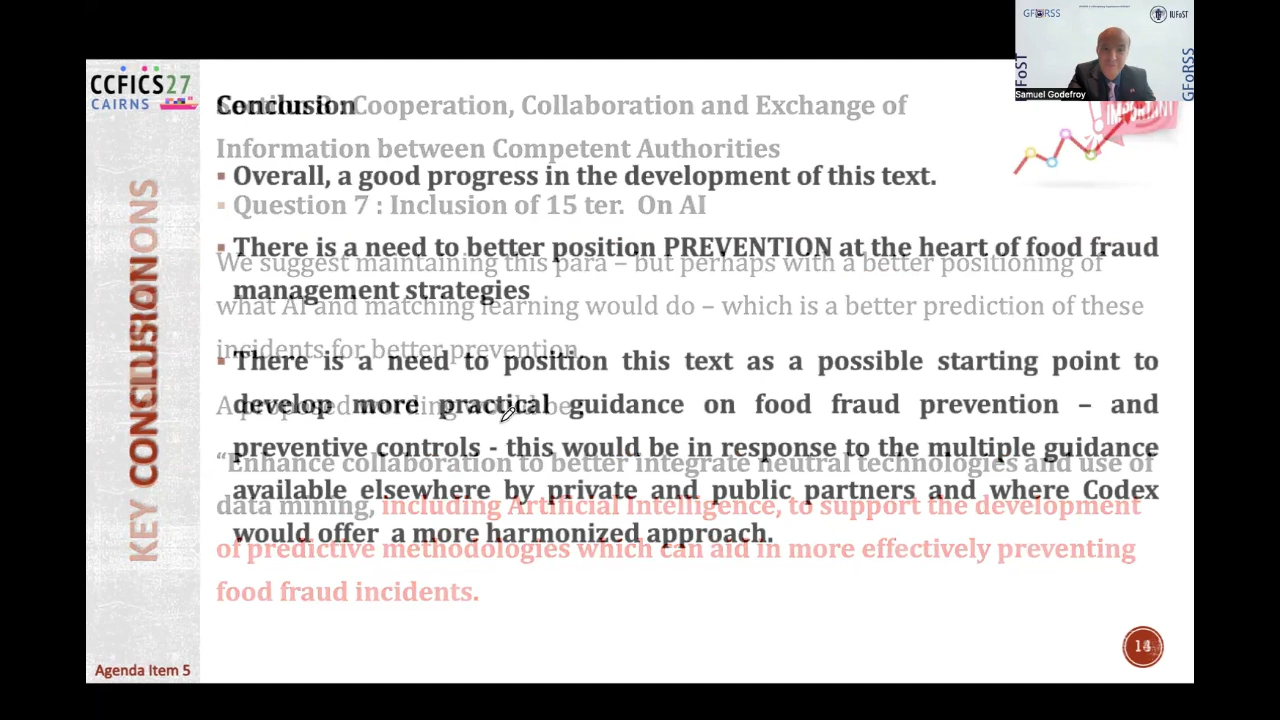 GFoRSS
IUFoST
IFoST
GFoRSS
Samuel Godefroy
IMPORTANT
CCFICS27
CAIRNS
KEY CONCLUSIONS
Conclusion
Cooperation, Collaboration and Exchange of
Information between Competent Authorities
▪ Overall, a good progress in the development of this text.
▪ Question 7 : Inclusion of 15 ter. On AI
▪ There is a need to better position PREVENTION at the heart of food fraud
We suggest maintaining this para – but perhaps with a better positioning of
management strategies
what AI and matching learning would do – which is a better prediction of these
incidents for better prevention.
▪ There is a need to position this text as a possible starting point to
develop more practical guidance on food fraud prevention – and
A proposed wording would be
preventive controls - this would be in response to the multiple guidance
“Enhance collaboration to better integrate neutral technologies and use of
available elsewhere by private and public partners and where Codex
data mining, including Artificial Intelligence, to support the development
would offer a more harmonized approach.
of predictive methodologies which can aid in more effectively preventing
food fraud incidents.
14
Agenda Item 5